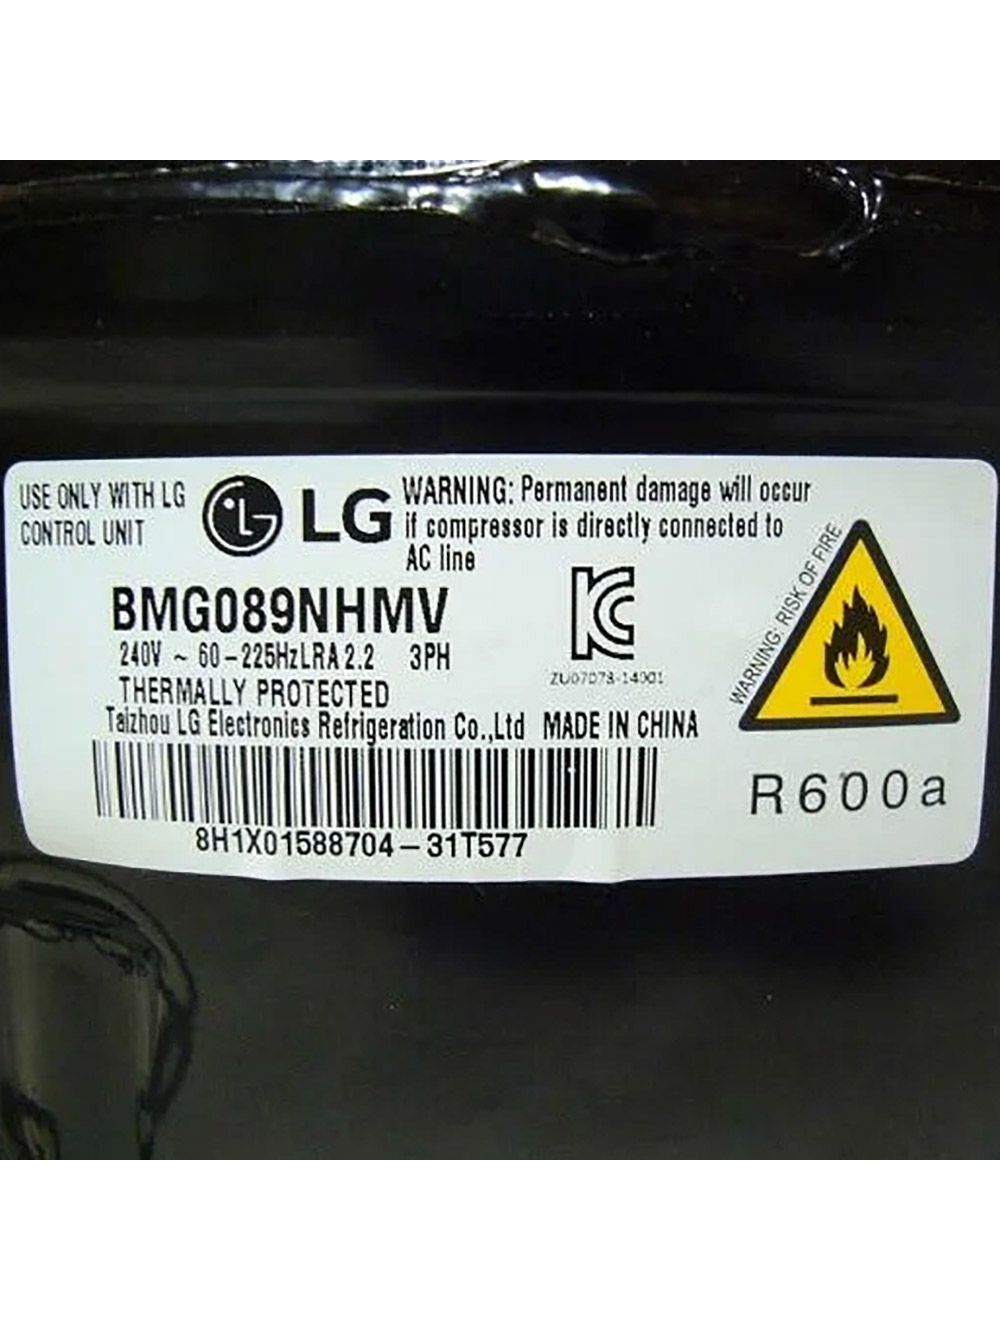 USE ONLY WITH LG
CONTROL UNIT
LG
WARNING: Permanent damage will occur
if compressor is directly connected to
AC line
BMG089NHMV
240V ~ 60-225Hz LRA 2.2 3PH
THERMALLY PROTECTED
Taizhou LG Electronics Refrigeration Co.,Ltd MADE IN CHINA
ZU07078-14001
8H1X01588704-31T577
WARNING: RISK OF FIRE
R600a